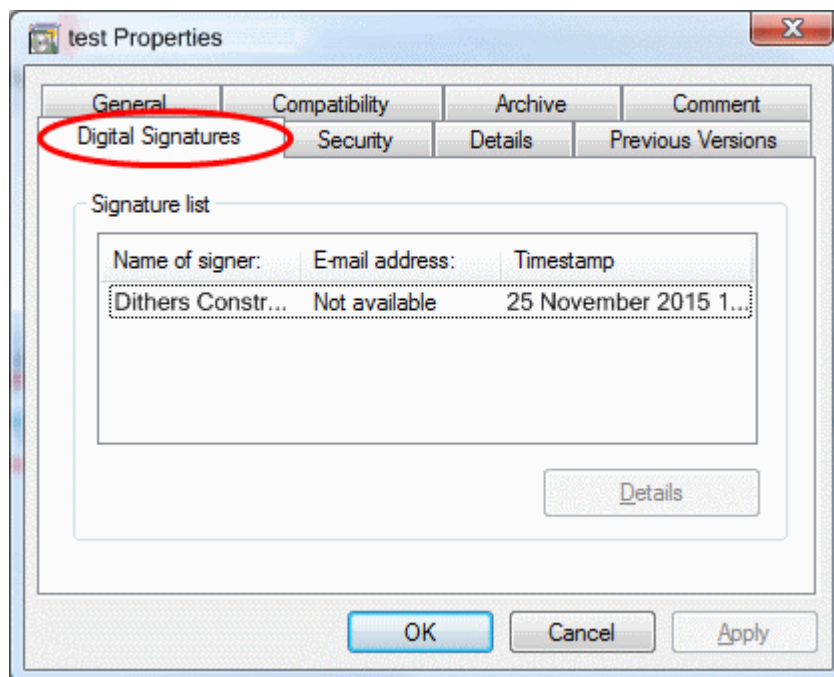 test Properties
General Compatibility Archive Comment
Digital Signatures Security Details Previous Versions
Signature list
Name of signer: E-mail address: Timestamp
Dithers Constr... Not available 25 November 2015 1...
Details
OK Cancel Apply